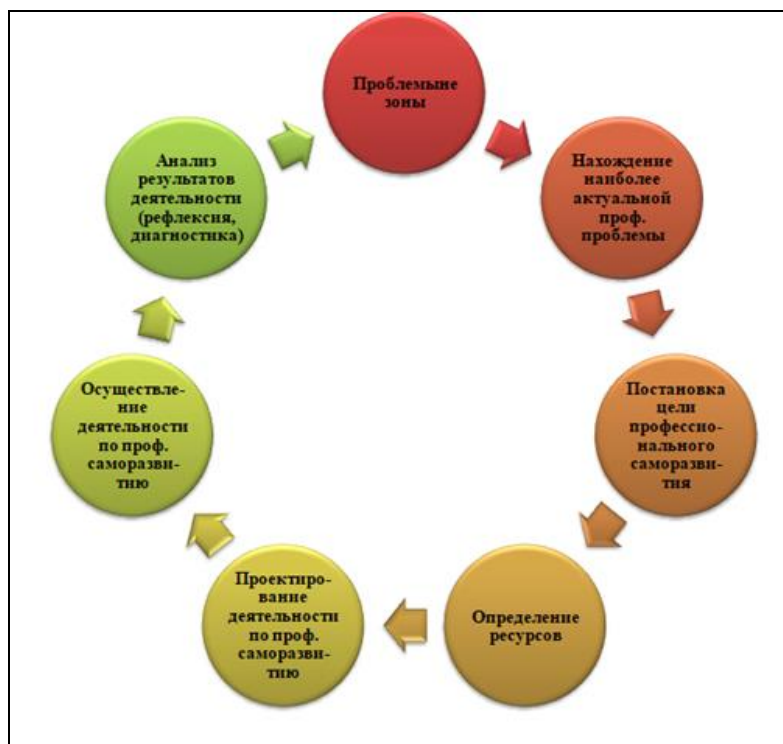 Проблемыне
зоны
Нахождение
наиболее
актуальной
проф.
проблемы
Постановка
цели
профессио-
нального
саморазви-
тия
Определение
ресурсов
Проектиро-
вание
деятельности
по проф.
саморазви-
тию
Осуществле-
ние
деятельности
по проф.
саморазви-
тию
Анализ
результатов
деятельности
(рефлексия,
диагностика)